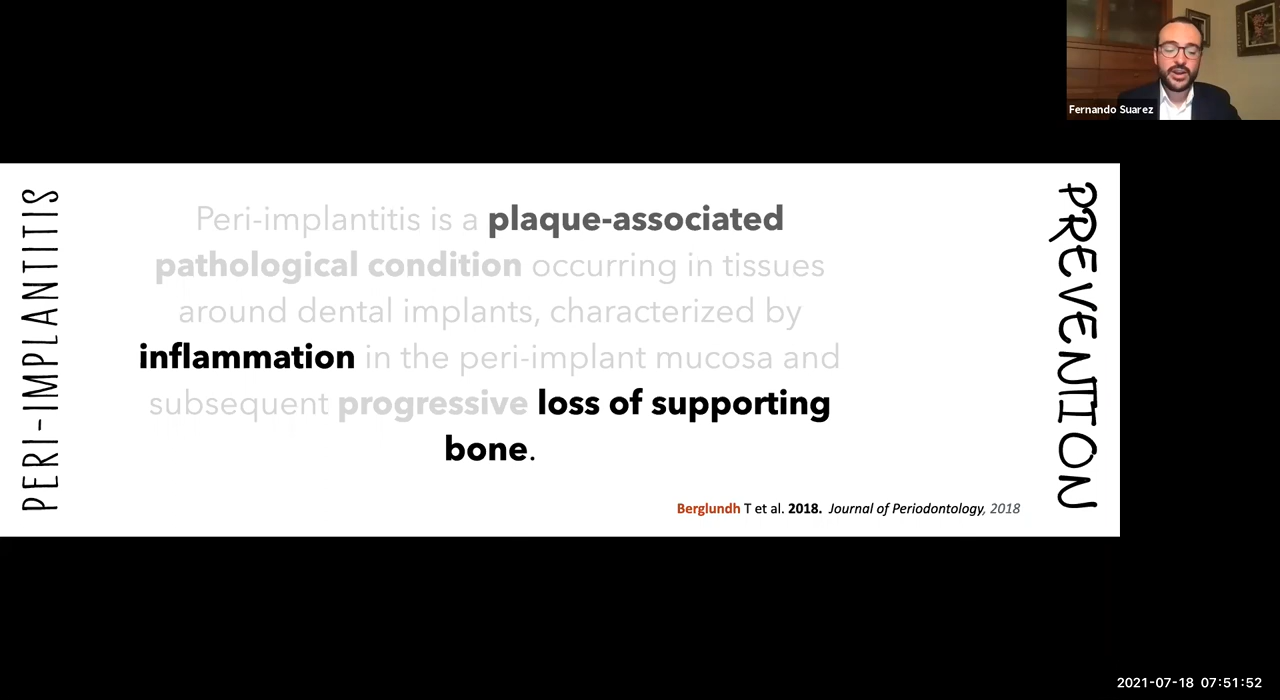 Fernando Suarez
PERI-IMPLANTITIS
Peri-implantitis is a plaque-associated
pathological condition occurring in tissues
around dental implants, characterized by
inflammation in the peri-implant mucosa and
subsequent progressive loss of supporting
bone.
Berglundh T et al. 2018. Journal of Periodontology, 2018
PREVENTION
2021-07-18 07:51:52